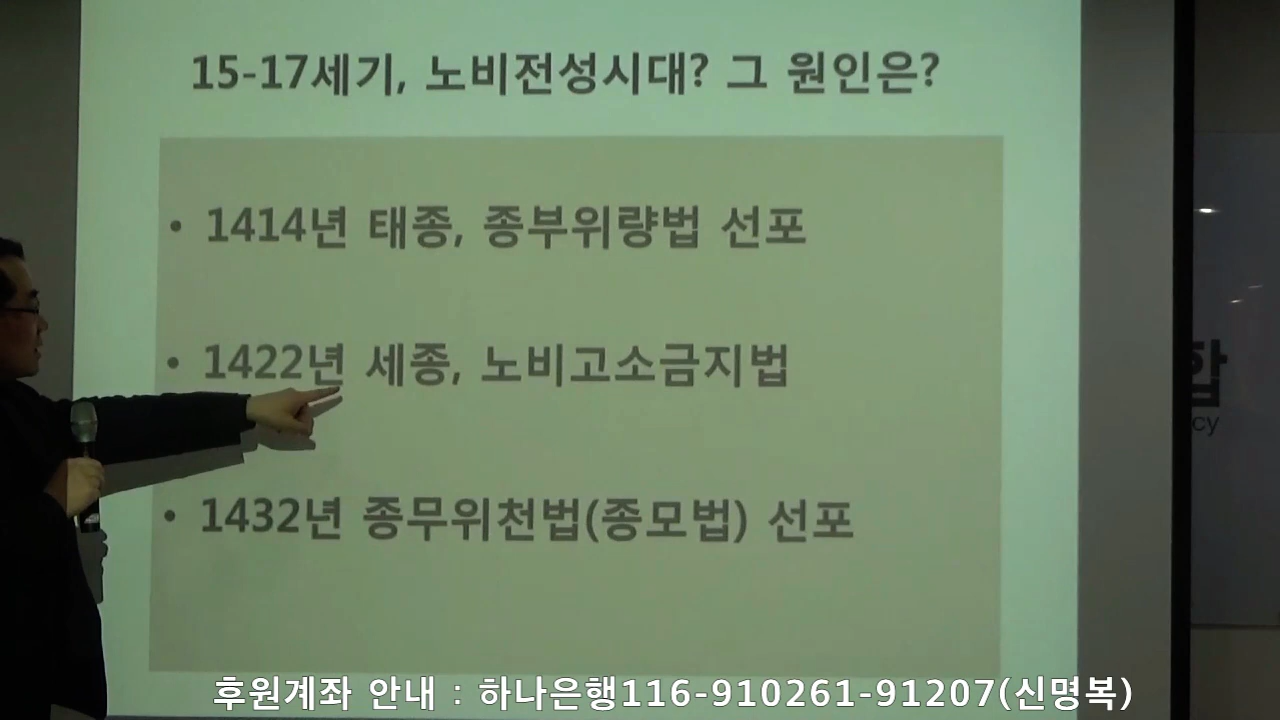 15-17세기, 노비전성시대? 그 원인은?
• 1414년 태종, 종부위량법 선포
• 1422년 세종, 노비고소금지법
• 1432년 종무위천법(종모법) 선포
합
cy
후원계좌 안내 : 하나은행116-910261-91207(신명복)